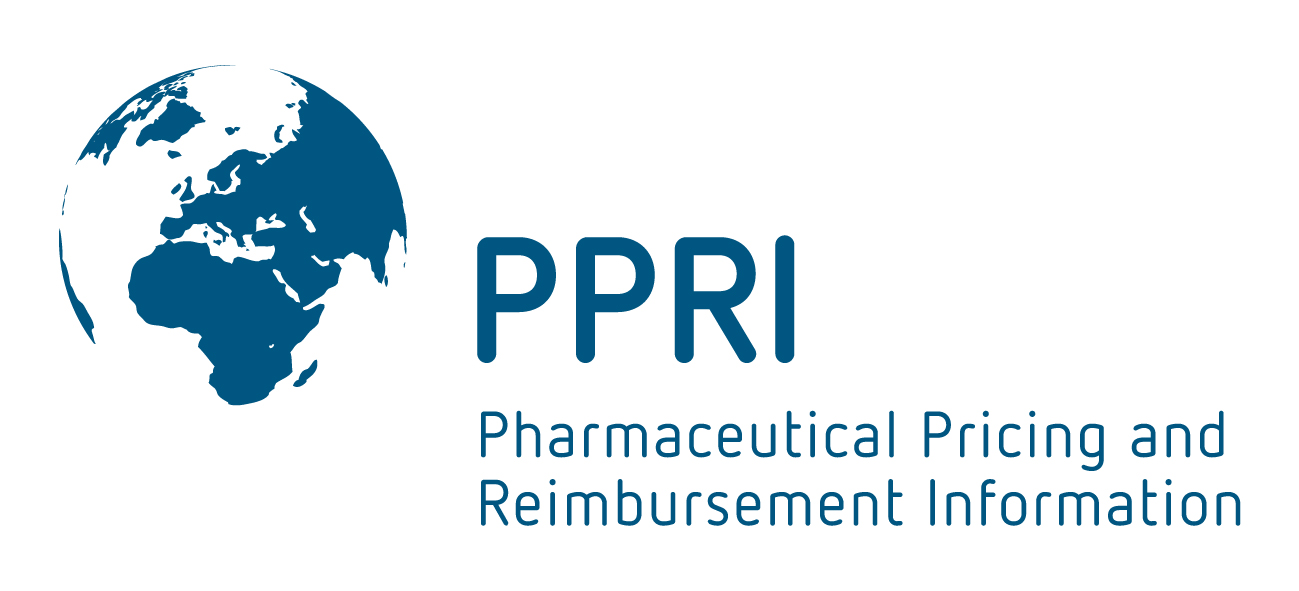 PPRI
Pharmaceutical Pricing and
Reimbursement Information